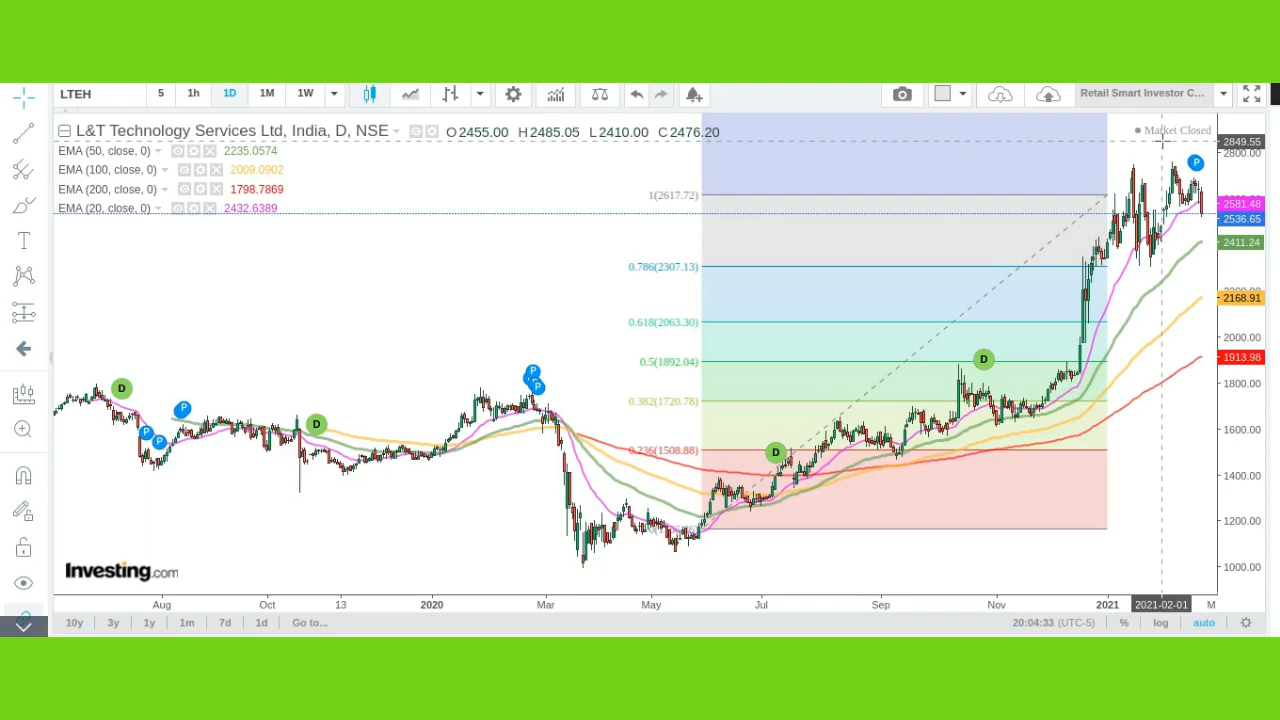 LTEH 5 1h 1D 1M 1W Retail Smart Investor C...
L&T Technology Services Ltd, India, D, NSE O2455.00 H2485.05 L2410.00 C2476.20
Market Closed
EMA (50, close, 0) 2235.0574
EMA (100, close, 0) 2009.0902
EMA (200, close, 0) 1798.7869
EMA (20, close, 0) 2432.6389
2849.55
2800.00
P
1(2617.72)
2581.48
2536.65
2411.24
0.786(2307.13)
2168.91
0.618(2063.30)
2000.00
0.5(1892.04)
D
1913.98
P
P
D
1800.00
0.382(1720.78)
P
D
P
P
1600.00
0.236(1508.88)
D
1400.00
1200.00
Investing.com
1000.00
Aug Oct 13 2020 Mar May Jul Sep Nov 2021 2021-02-01 M
10y 3y 1y 1m 7d 1d Go to... 20:04:33 (UTC-5) % log auto